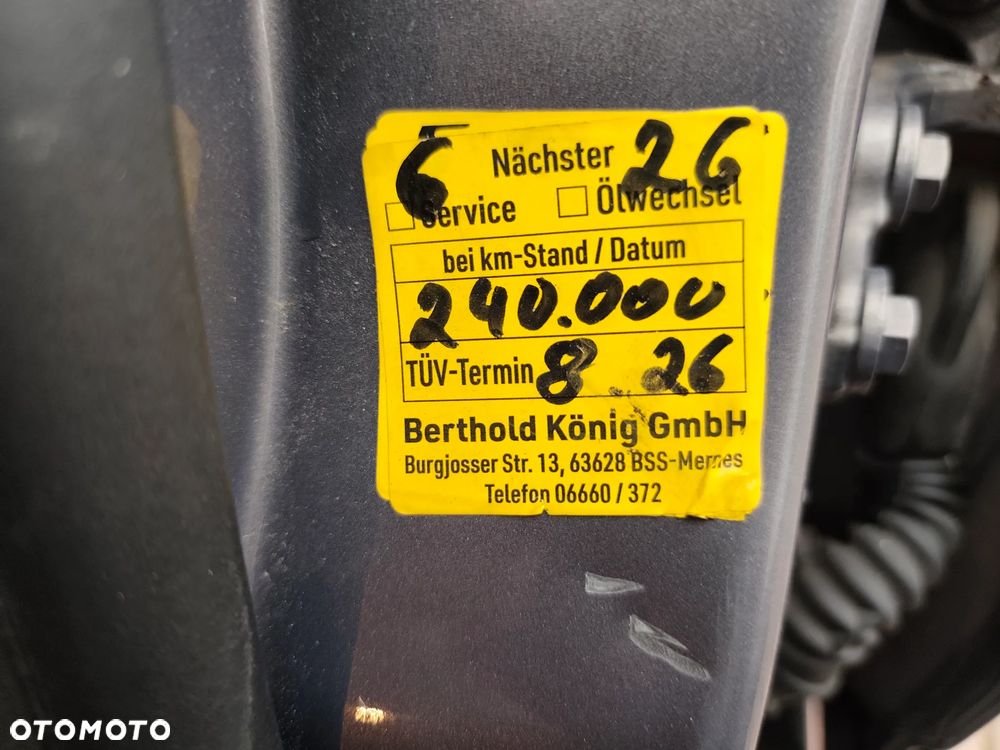 6 Nächster 26
Service Ölwechsel
bei km-Stand / Datum
240.000
TÜV-Termin 8 26
Berthold König GmbH
Burgjosser Str. 13, 63628 BSS-Mernes
Telefon 06660 / 372
OTOMOTO